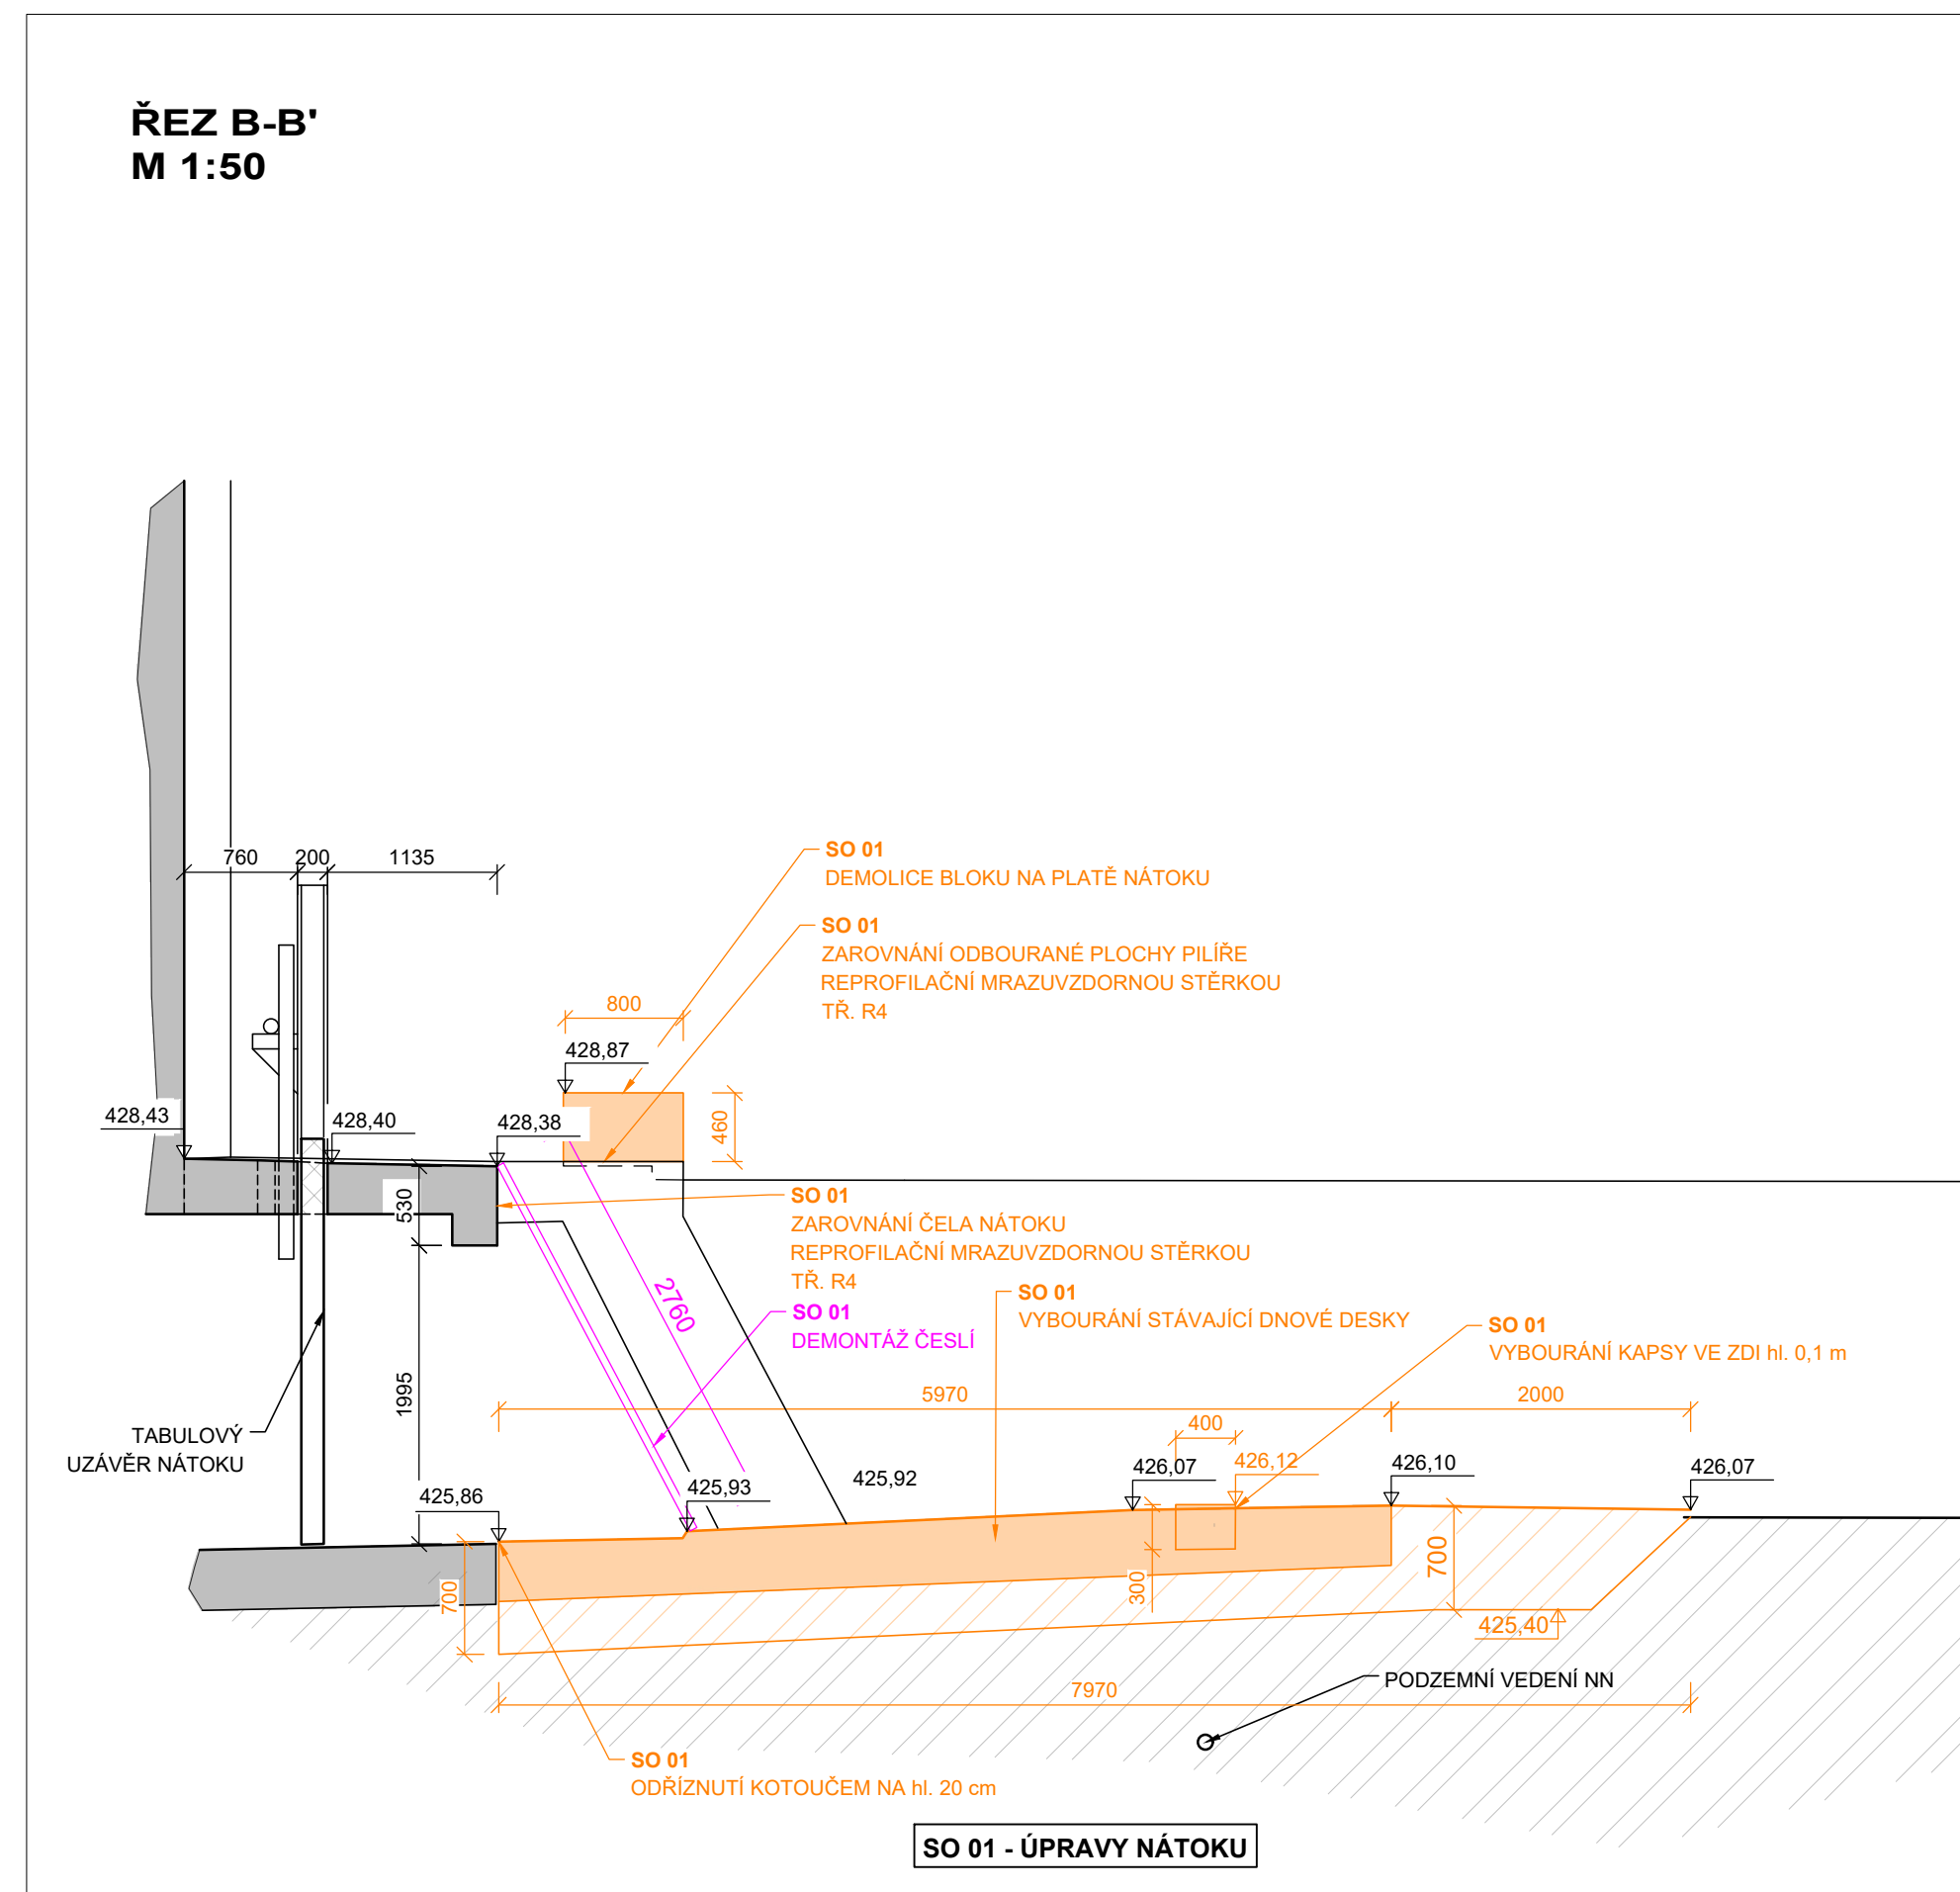 ŘEZ B-B'
M 1:50
760
200
1135
SO 01
DEMOLICE BLOKU NA PLATĚ NÁTOKU
SO 01
ZAROVNÁNÍ ODBOURANÉ PLOCHY PILÍŘE
REPROFILAČNÍ MRAZUVZDORNOU STĚRKOU
TŘ. R4
800
428,87
428,43
428,40
428,38
460
530
SO 01
ZAROVNÁNÍ ČELA NÁTOKU
REPROFILAČNÍ MRAZUVZDORNOU STĚRKOU
TŘ. R4
2760
SO 01
DEMONTÁŽ ČESLÍ
SO 01
VYBOURÁNÍ STÁVAJÍCÍ DNOVÉ DESKY
SO 01
VYBOURÁNÍ KAPSY VE ZDI hl. 0,1 m
1995
5970
2000
400
TABULOVÝ
UZÁVĚR NÁTOKU
425,86
425,93
425,92
426,07
426,12
426,10
426,07
700
300
700
425,40
PODZEMNÍ VEDENÍ NN
7970
SO 01
ODŘÍZNUTÍ KOTOUČEM NA hl. 20 cm
SO 01 - ÚPRAVY NÁTOKU